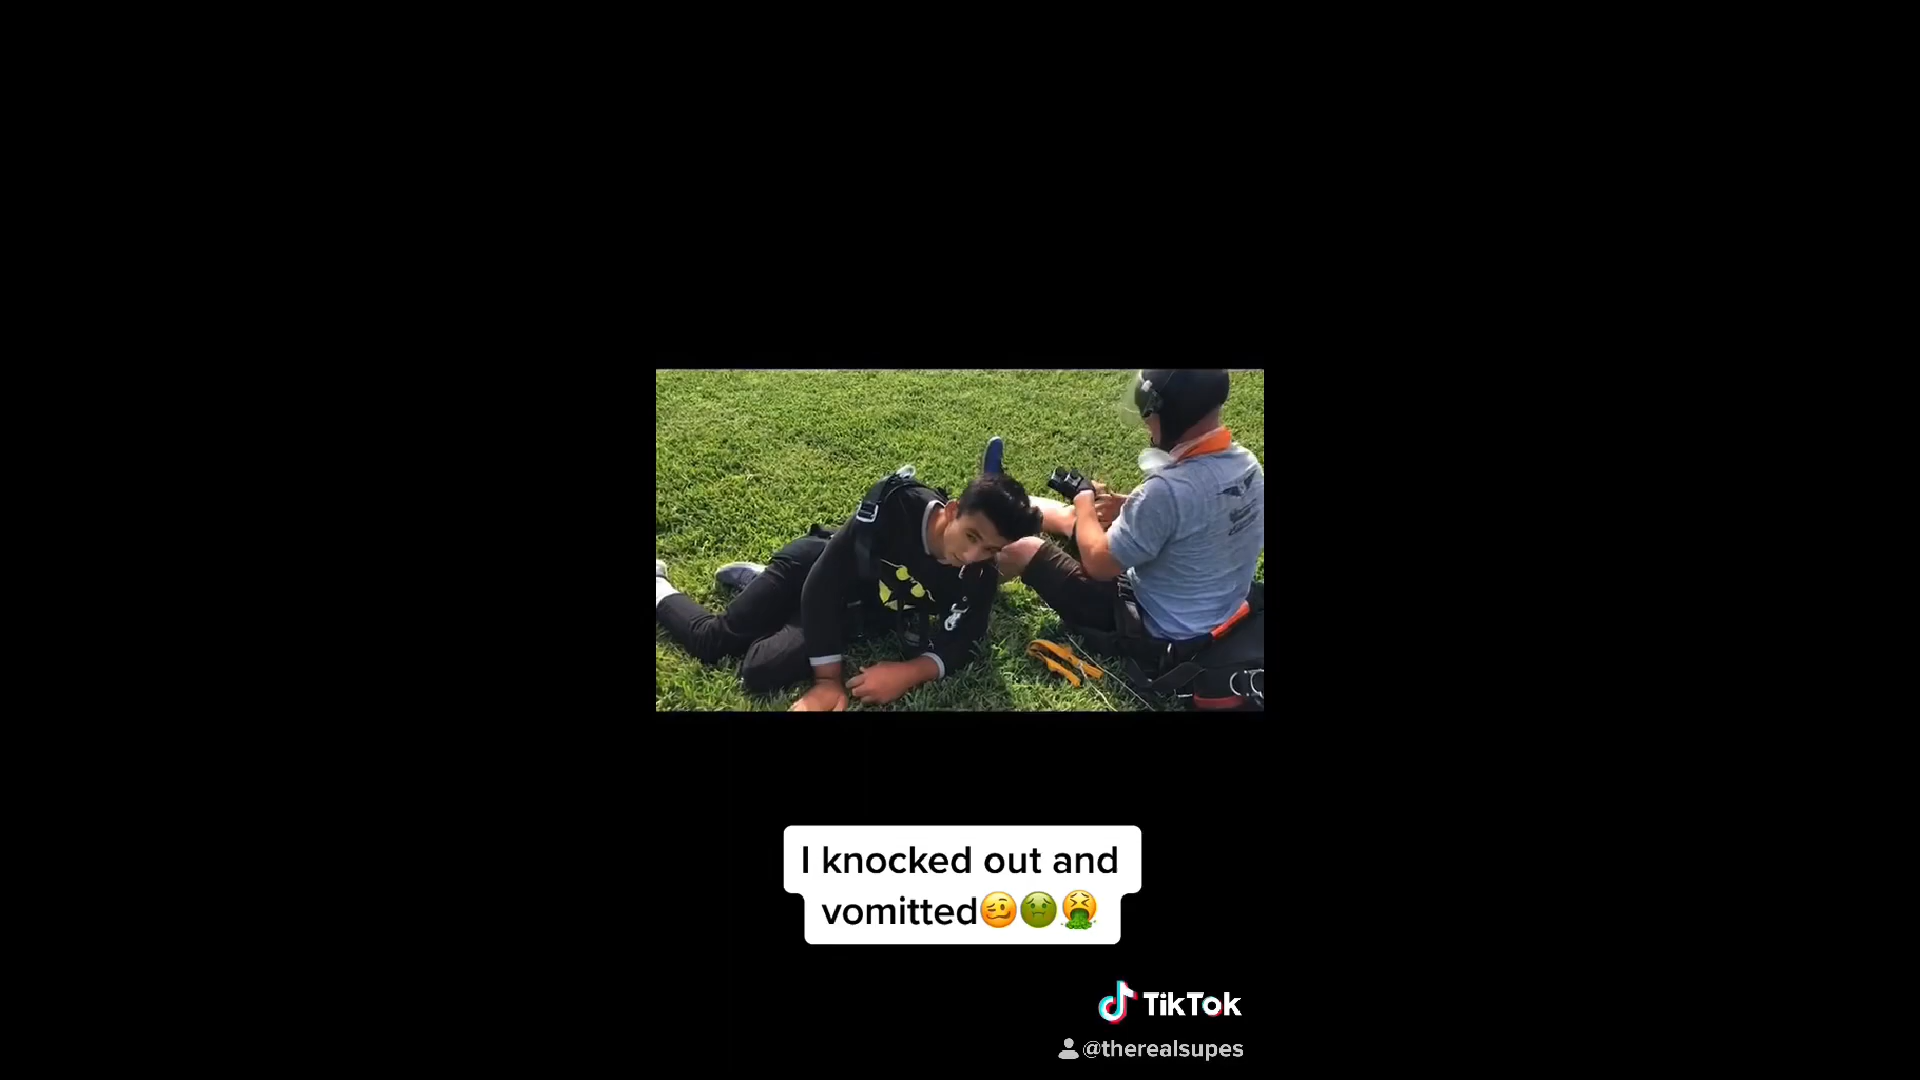 I knocked out and
vomitted🥴🤢🤮
TikTok
@therealsupes